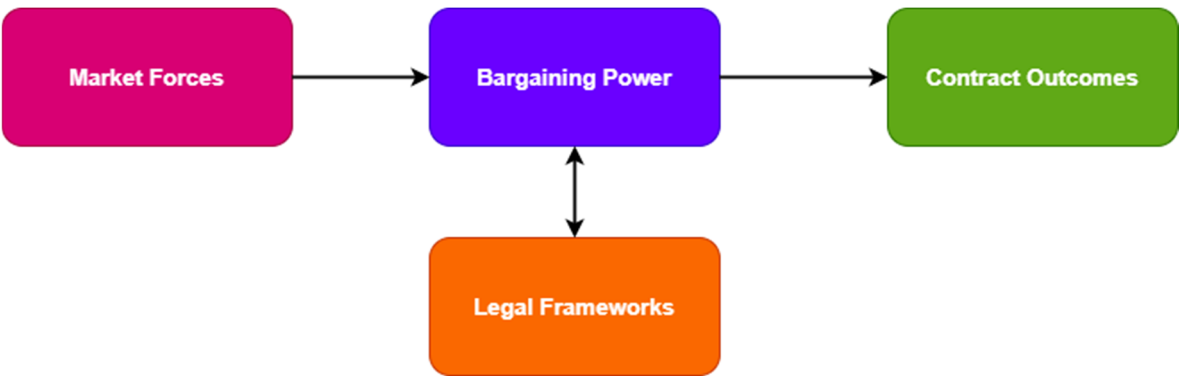 Market Forces
Bargaining Power
Contract Outcomes
Legal Frameworks